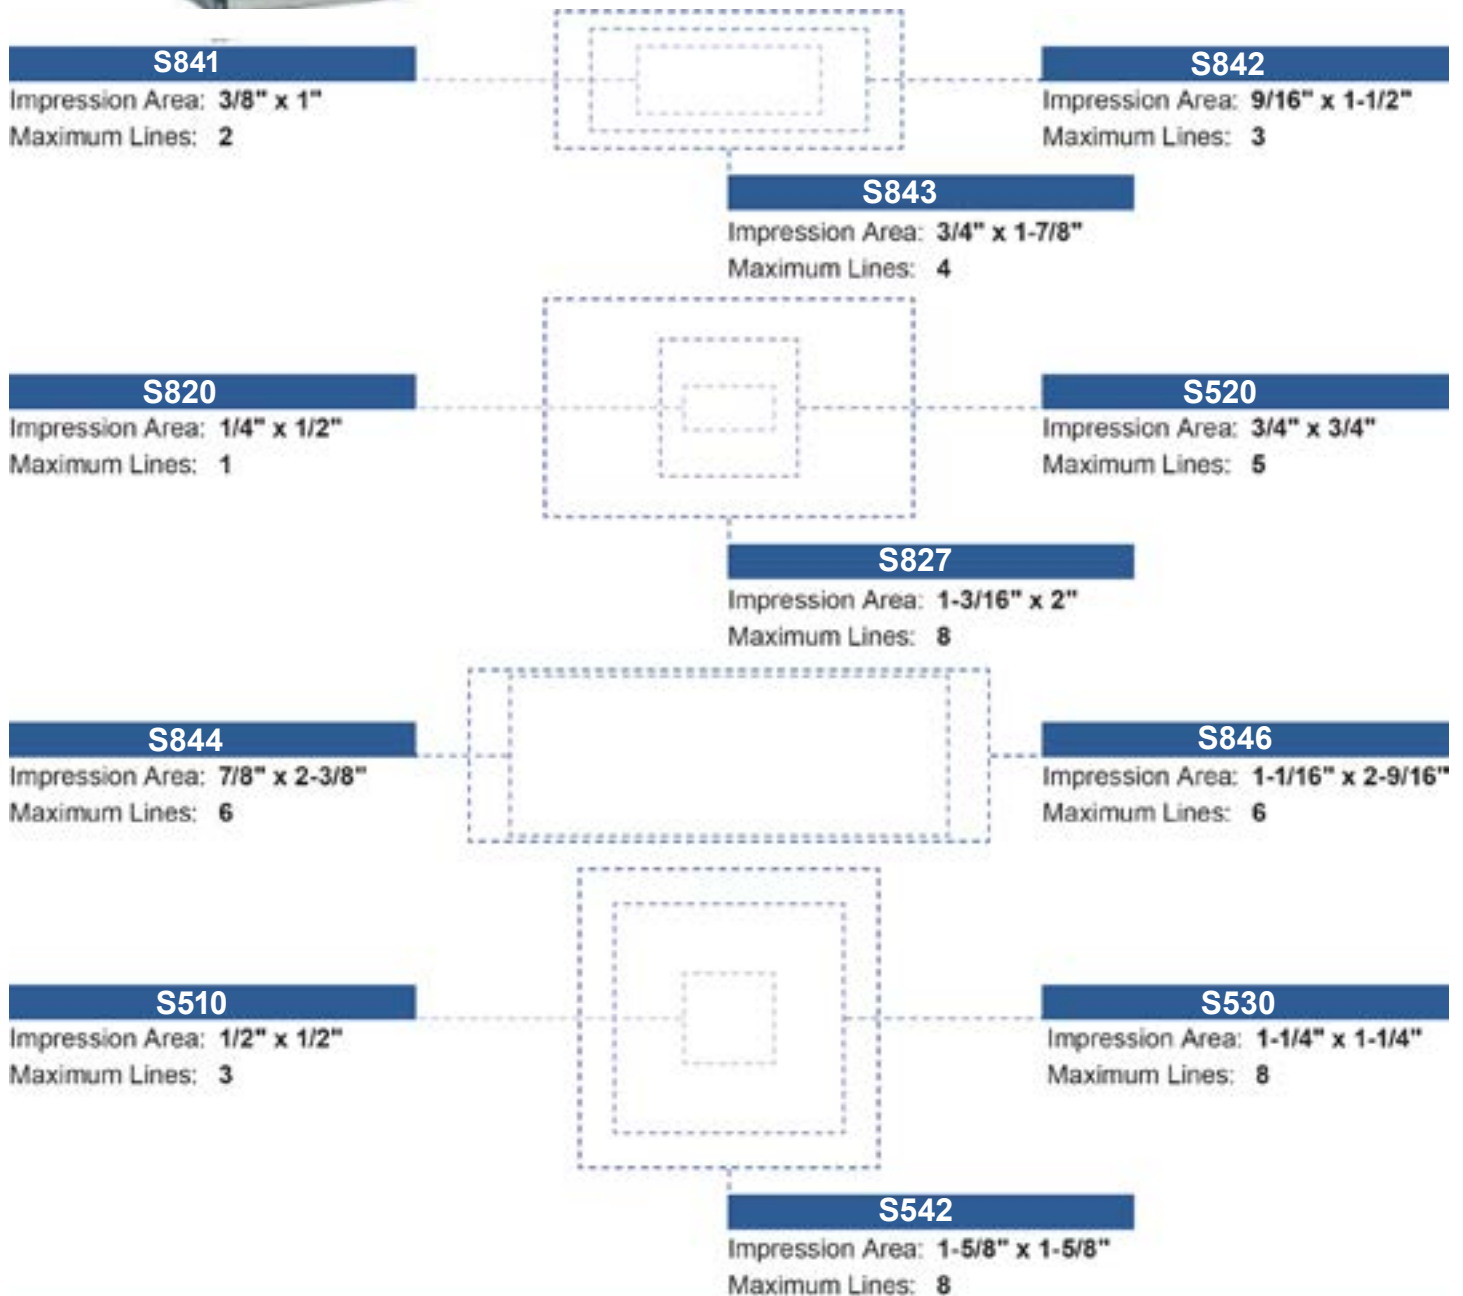 S841
Impression Area: 3/8" x 1"
Maximum Lines: 2
S842
Impression Area: 9/16" x 1-1/2"
Maximum Lines: 3
S843
Impression Area: 3/4" x 1-7/8"
Maximum Lines: 4
S820
Impression Area: 1/4" x 1/2"
Maximum Lines: 1
S520
Impression Area: 3/4" x 3/4"
Maximum Lines: 5
S827
Impression Area: 1-3/16" x 2"
Maximum Lines: 8
S844
Impression Area: 7/8" x 2-3/8"
Maximum Lines: 6
S846
Impression Area: 1-1/16" x 2-9/16"
Maximum Lines: 6
S510
Impression Area: 1/2" x 1/2"
Maximum Lines: 3
S530
Impression Area: 1-1/4" x 1-1/4"
Maximum Lines: 8
S542
Impression Area: 1-5/8" x 1-5/8"
Maximum Lines: 8